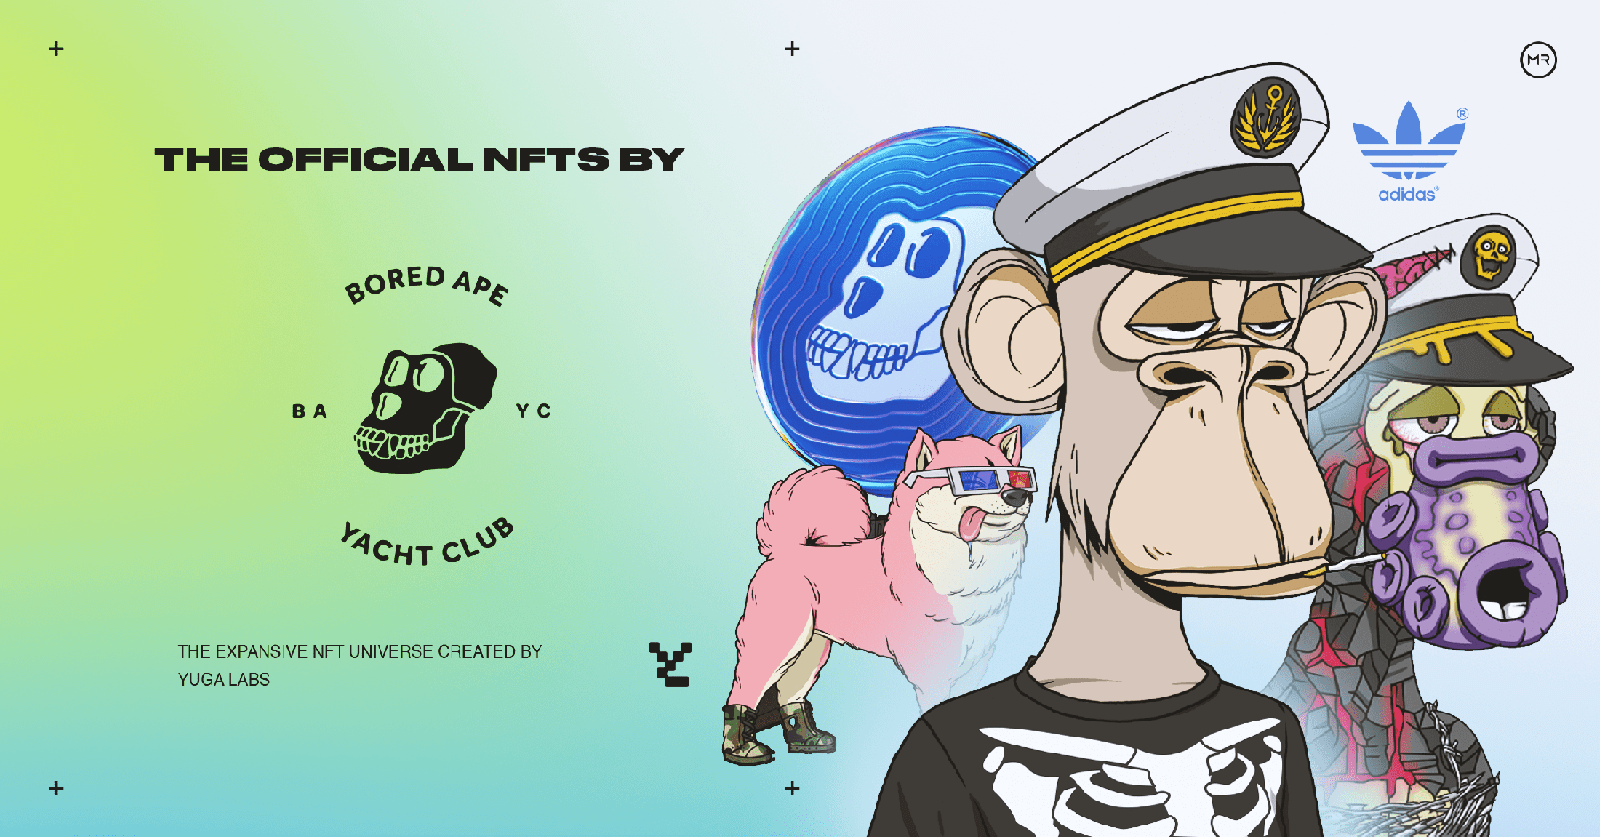 THE OFFICIAL NFTS BY
BORED APE
BA YC
YACHT CLUB
THE EXPANSIVE NFT UNIVERSE CREATED BY
YUGA LABS
MR
adidas®
®